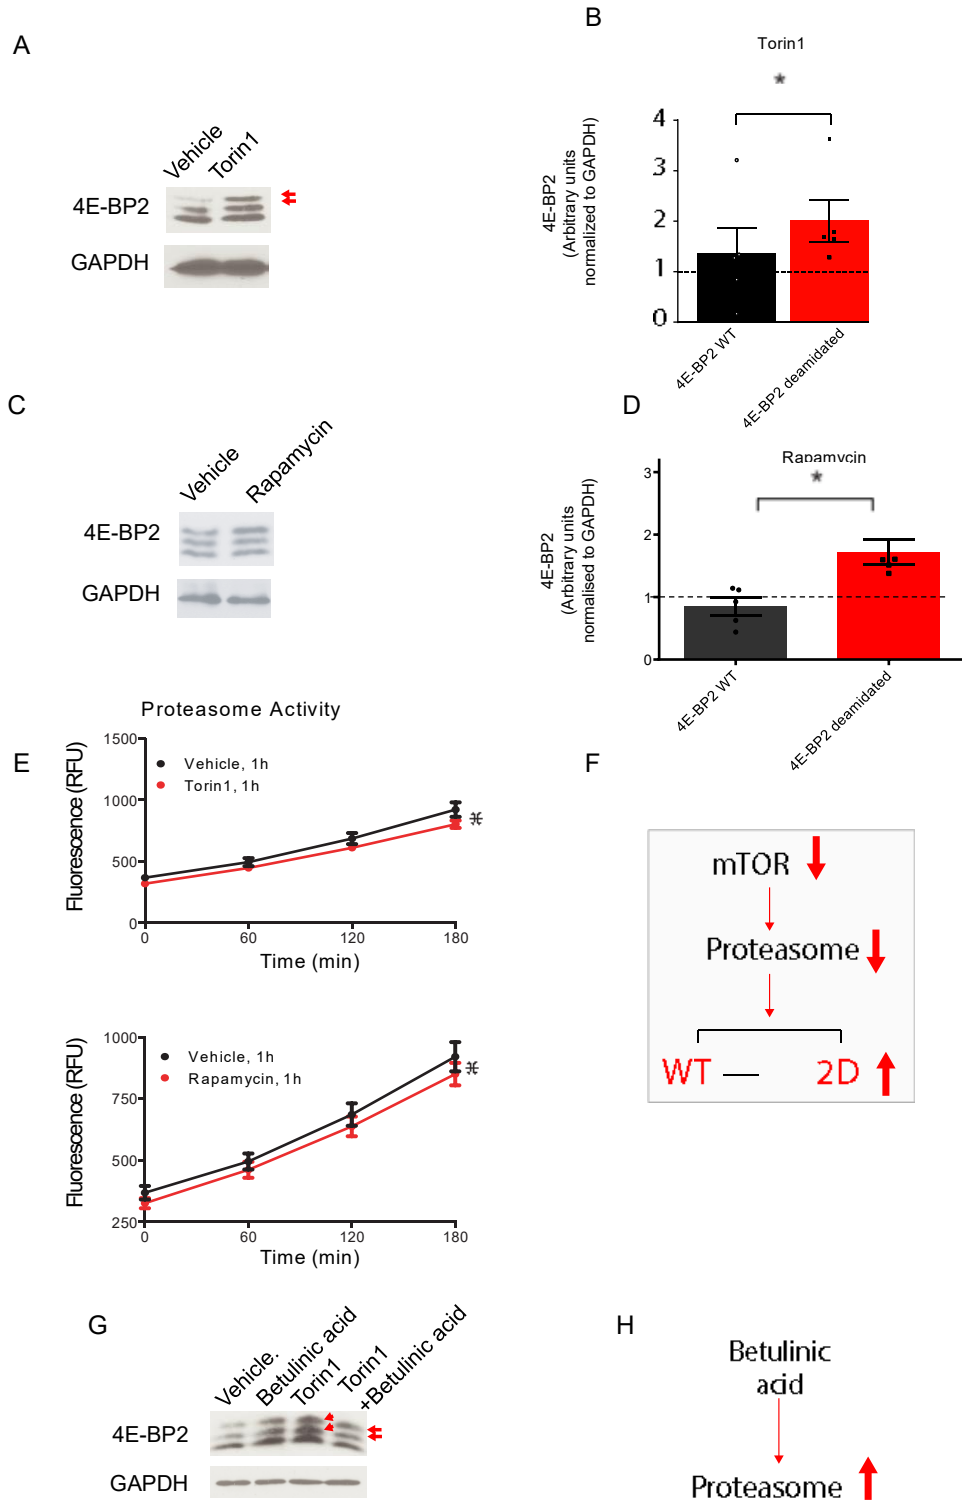 A
Vehicle
Torin1
4E-BP2
GAPDH
B
Torin1
*
4E-BP2
(Arbitrary units
normalized to GAPDH)
4
3
2
1
0
4E-BP2 WT
4E-BP2 deamidated
C
Vehicle
Rapamycin
4E-BP2
GAPDH
D
Rapamycin
*
4E-BP2
(Arbitrary units
normalised to GAPDH)
3
2
1
0
4E-BP2 WT
4E-BP2 deamidated
E
Proteasome Activity
Fluorescence (RFU)
1500
1000
500
0
Vehicle, 1h
Torin1, 1h
*
0 60 120 180
Time (min)
Fluorescence (RFU)
1000
750
500
250
Vehicle, 1h
Rapamycin, 1h
*
0 60 120 180
Time (min)
F
mTOR
Proteasome
WT — 2D
G
Vehicle.
Betulinic acid
Torin1
Torin1
+Betulinic acid
4E-BP2
GAPDH
H
Betulinic
acid
Proteasome